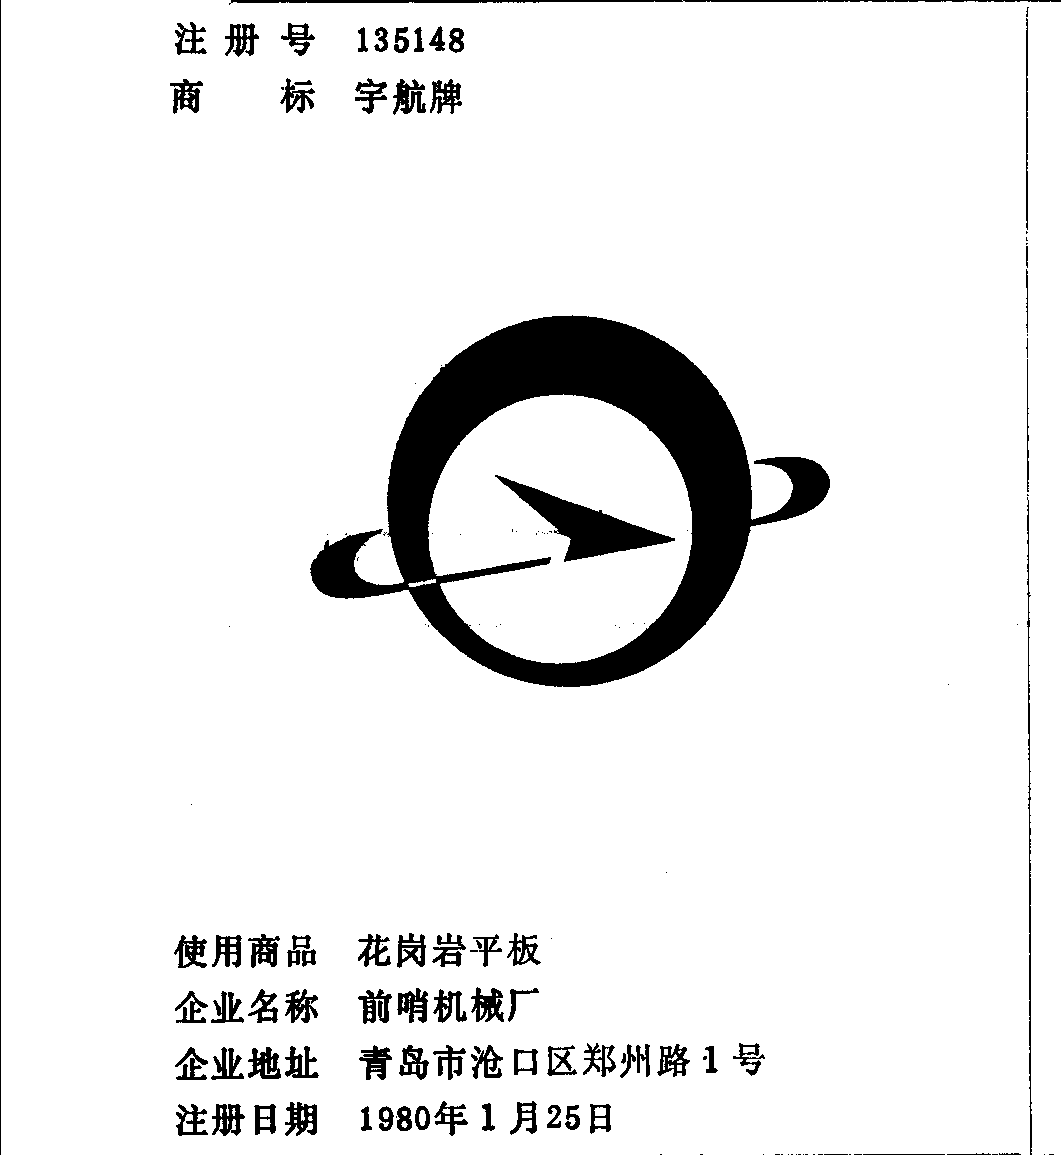 注册号 135148
商标 宇航牌
使用商品 花岗岩平板
企业名称 前哨机械厂
企业地址 青岛市沧口区郑州路1号
注册日期 1980年1月25日